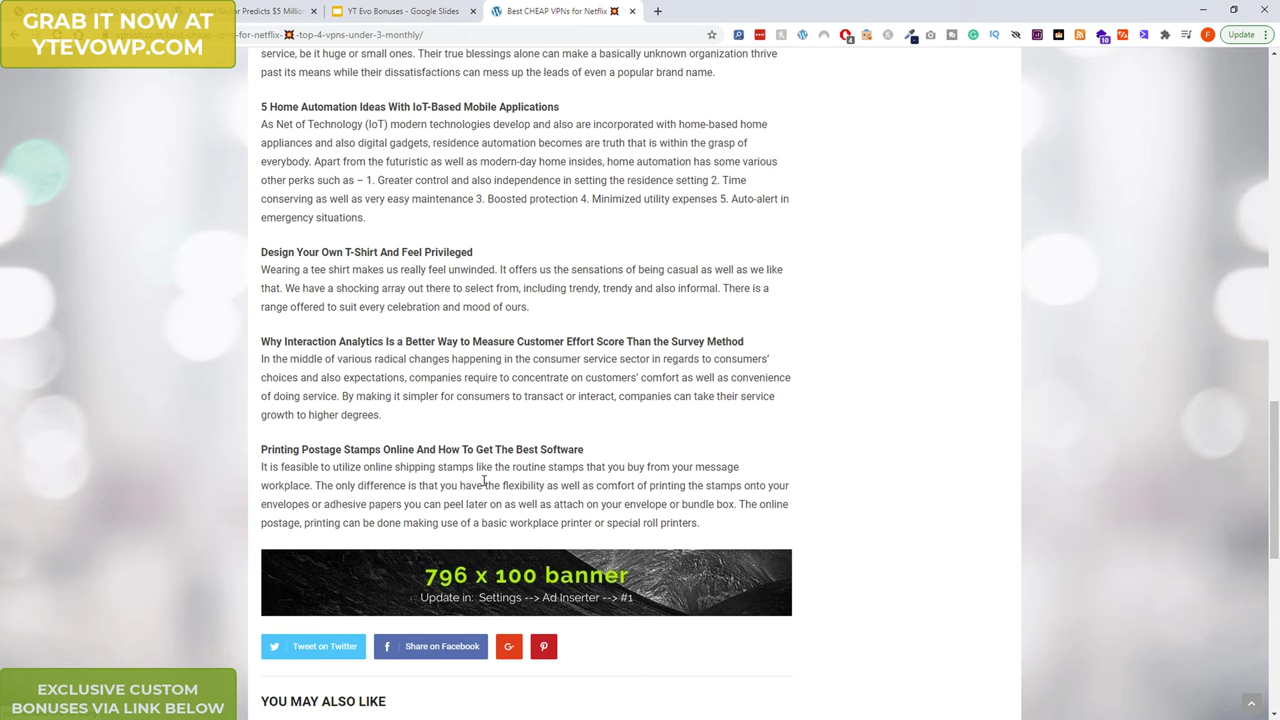 GRAB IT NOW AT
YTEVOWP.COM
Taylor Predicts $5 Million
YT Evo Bonuses - Google Slides
Best CHEAP VPNs for Netflix 💥
for-netflix-💥-top-4-vpns-under-3-monthly/
Update
service, be it huge or small ones. Their true blessings alone can make a basically unknown organization thrive
past its means while their dissatisfactions can mess up the leads of even a popular brand name.
5 Home Automation Ideas With IoT-Based Mobile Applications
As Net of Technology (IoT) modern technologies develop and also are incorporated with home-based home
appliances and also digital gadgets, residence automation becomes are truth that is within the grasp of
everybody. Apart from the futuristic as well as modern-day home insides, home automation has some various
other perks such as – 1. Greater control and also independence in setting the residence setting 2. Time
conserving as well as very easy maintenance 3. Boosted protection 4. Minimized utility expenses 5. Auto-alert in
emergency situations.
Design Your Own T-Shirt And Feel Privileged
Wearing a tee shirt makes us really feel unwinded. It offers us the sensations of being casual as well as we like
that. We have a shocking array out there to select from, including trendy, trendy and also informal. There is a
range offered to suit every celebration and mood of ours.
Why Interaction Analytics Is a Better Way to Measure Customer Effort Score Than the Survey Method
In the middle of various radical changes happening in the consumer service sector in regards to consumers’
choices and also expectations, companies require to concentrate on customers’ comfort as well as convenience
of doing service. By making it simpler for consumers to transact or interact, companies can take their service
growth to higher degrees.
Printing Postage Stamps Online And How To Get The Best Software
It is feasible to utilize online shipping stamps like the routine stamps that you buy from your message
workplace. The only difference is that you have the flexibility as well as comfort of printing the stamps onto your
envelopes or adhesive papers you can peel later on as well as attach on your envelope or bundle box. The online
postage, printing can be done making use of a basic workplace printer or special roll printers.
796 x 100 banner
Update in: Settings --> Ad Inserter --> #1
Tweet on Twitter
Share on Facebook
YOU MAY ALSO LIKE
EXCLUSIVE CUSTOM
BONUSES VIA LINK BELOW